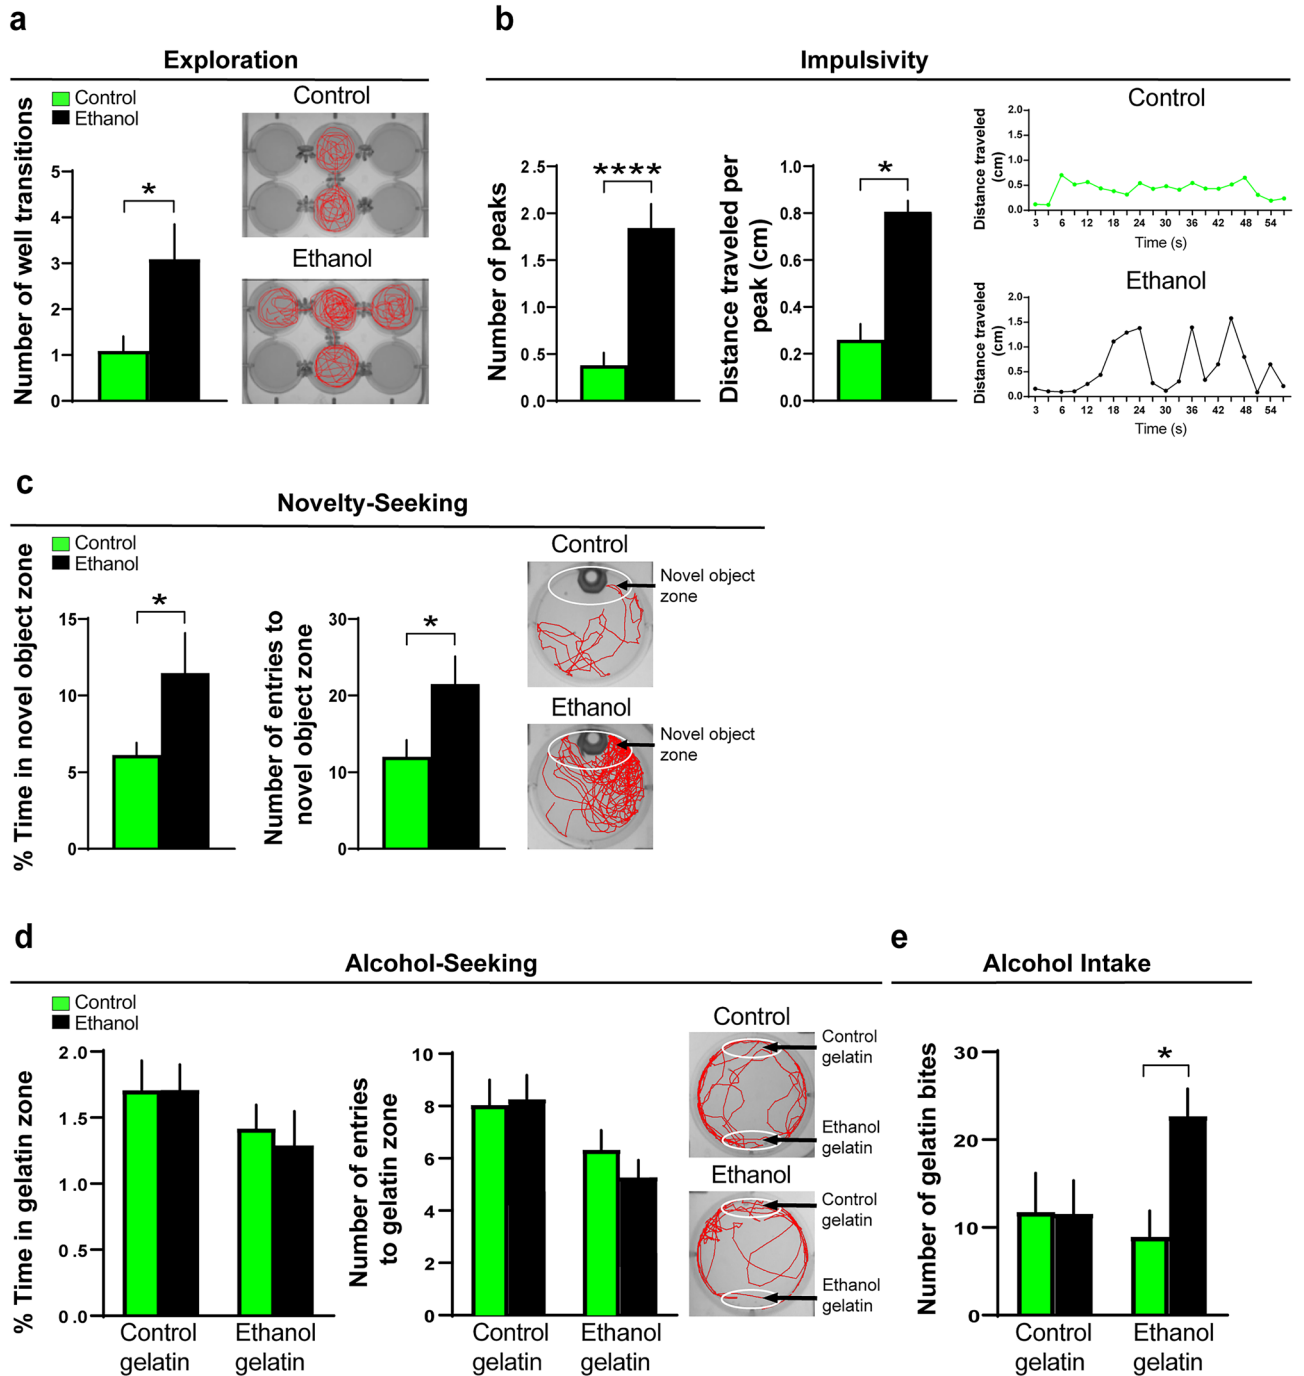 a
Exploration
Control
Ethanol
Number of well transitions
5
4
3
2
1
0
*
Control
Ethanol
b
Impulsivity
Number of peaks
2.5
2.0
1.5
1.0
0.5
0.0
****
Distance traveled per
peak (cm)
1.0
0.8
0.6
0.4
0.2
0.0
*
Control
Distance traveled
(cm)
2.0
1.5
1.0
0.5
0.0
3 6 12 18 24 30 36 42 48 54
Time (s)
Ethanol
Distance traveled
(cm)
2.0
1.5
1.0
0.5
0.0
3 6 12 18 24 30 36 42 48 54
Time (s)
c
Novelty-Seeking
Control
Ethanol
% Time in novel object zone
15
10
5
0
*
Number of entries to
novel object zone
30
20
10
0
*
Control
Novel object
zone
Ethanol
Novel object
zone
d
Alcohol-Seeking
Control
Ethanol
% Time in gelatin zone
2.0
1.5
1.0
0.5
0.0
Control
gelatin
Ethanol
gelatin
Number of entries
to gelatin zone
10
8
6
4
2
0
Control
gelatin
Ethanol
gelatin
Control
Control
gelatin
Ethanol
gelatin
Ethanol
Control
gelatin
Ethanol
gelatin
e
Alcohol Intake
Number of gelatin bites
30
20
10
0
*
Control
gelatin
Ethanol
gelatin